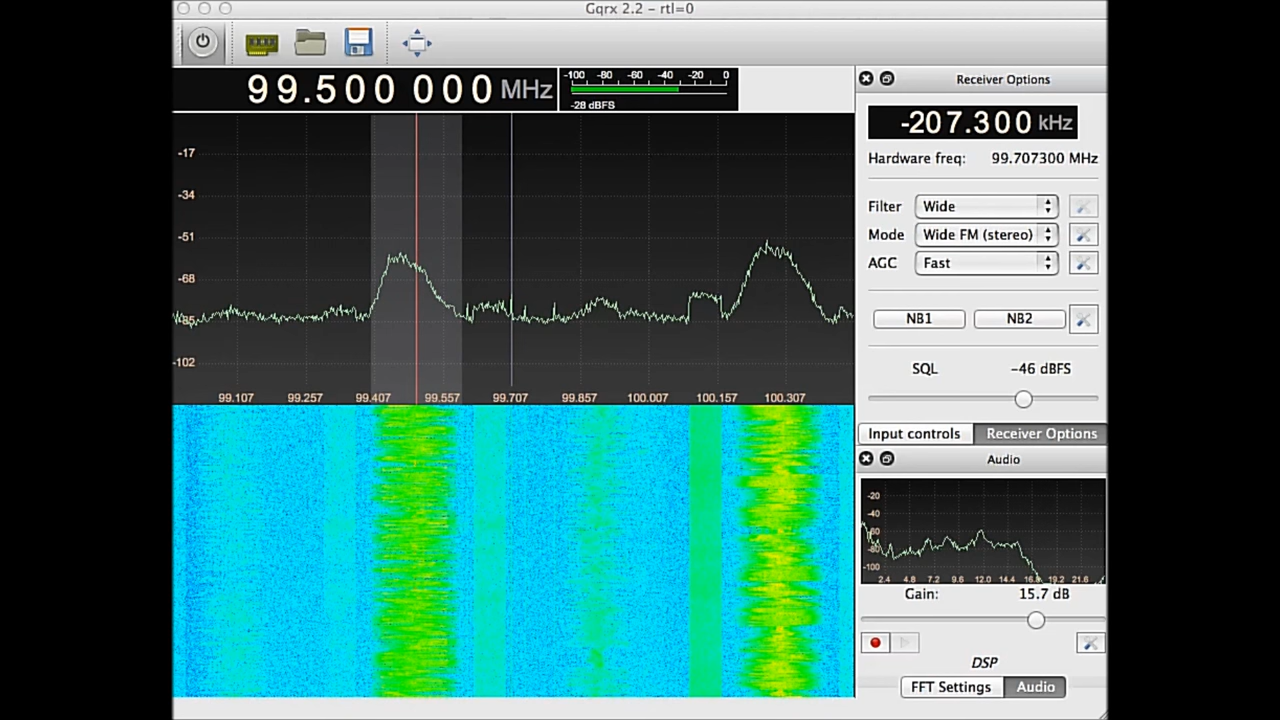 Gqrx 2.2 - rtl=0
99.500 000 MHz
-100 -80 -60 -40 -20 0
-28 dBFS
-17
-34
-51
-68
-85
-102
99.107 99.257 99.407 99.557 99.707 99.857 100.007 100.157 100.307
Receiver Options
-207.300 kHz
Hardware freq: 99.707300 MHz
Filter Wide
Mode Wide FM (stereo)
AGC Fast
NB1 NB2
SQL -46 dBFS
Input controls Receiver Options
Audio
-20
-40
-60
-80
-100
2.4 4.8 7.2 9.6 12.0 14.4 16.8 19.2 21.6
Gain: 15.7 dB
DSP
FFT Settings Audio